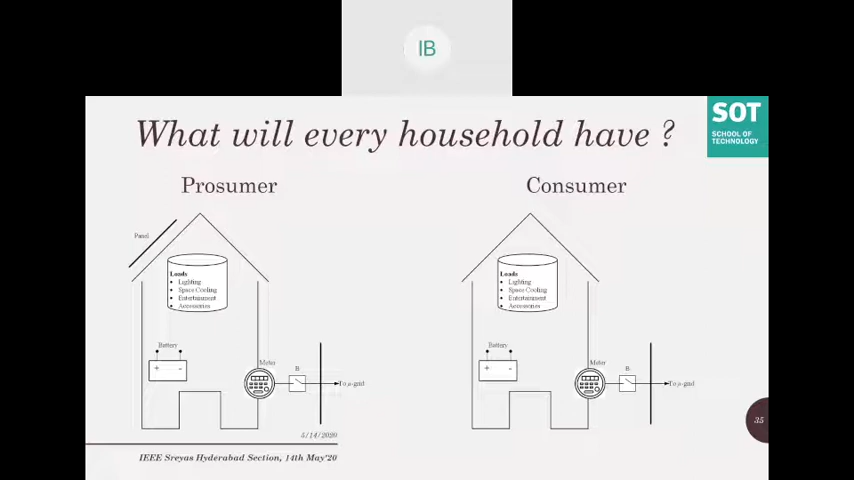 IB
What will every household have ?
SOT
SCHOOL OF
TECHNOLOGY
Prosumer
Consumer
Panel
Loads
• Lighting
• Space Cooling
• Entertainment
• Accessories
Battery
+ -
Meter
B
To μ-grid
Loads
• Lighting
• Space Cooling
• Entertainment
• Accessories
Battery
+ -
Meter
B
To μ-grid
35
5/14/2020
IEEE Sreyas Hyderabad Section, 14th May'20